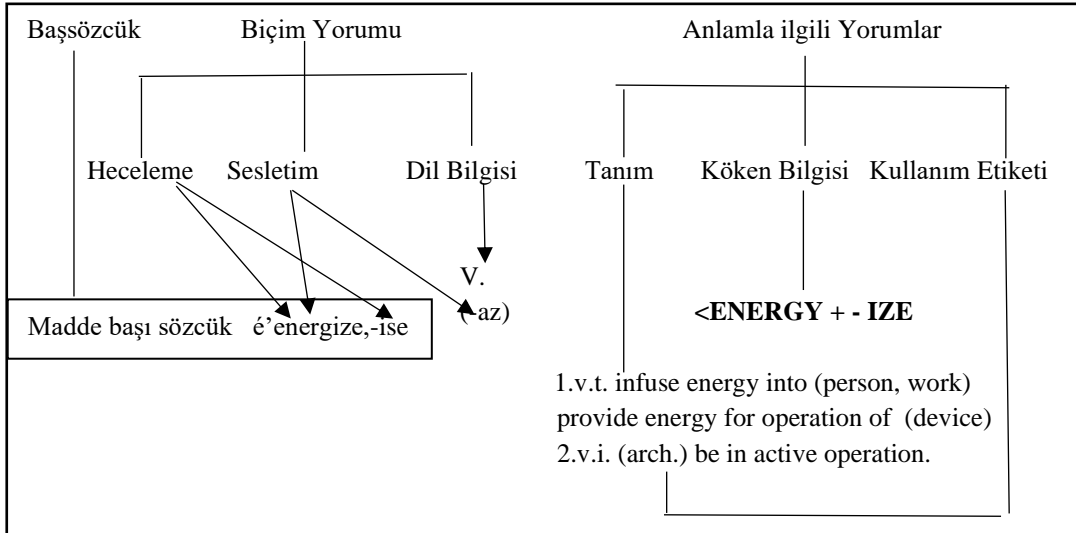 Başsözcük Biçim Yorumu Anlamla ilgili Yorumlar
Heceleme Sesletim Dil Bilgisi Tanım Köken Bilgisi Kullanım Etiketi
V.
(-az)
Madde başı sözcük é’energize,-ise
<ENERGY + - IZE
1.v.t. infuse energy into (person, work)
provide energy for operation of (device)
2.v.i. (arch.) be in active operation.